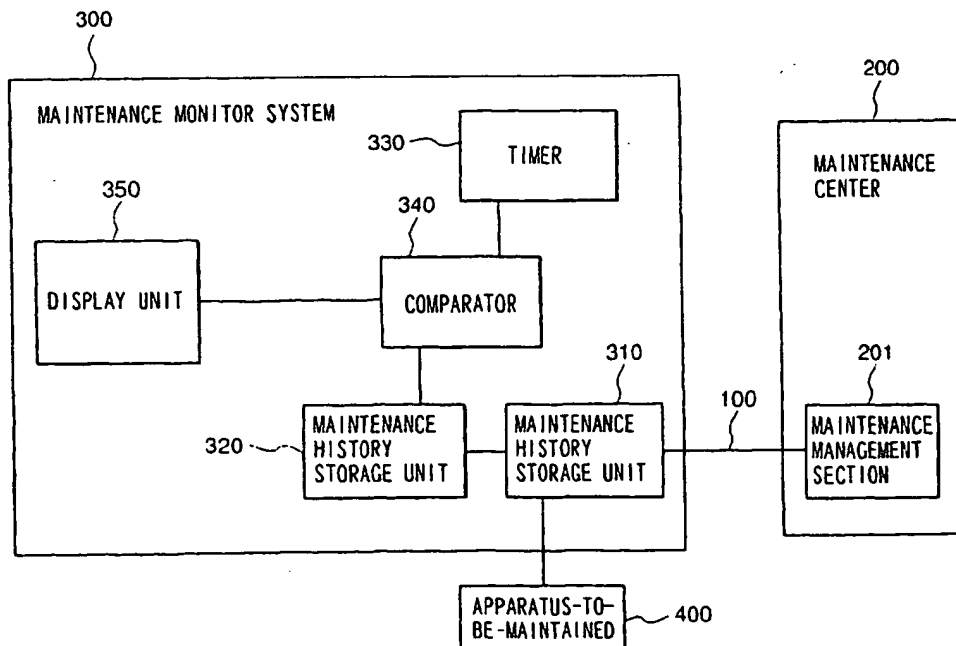 300
MAINTENANCE MONITOR SYSTEM
330
TIMER
200
MAINTENANCE
CENTER
350
DISPLAY UNIT
340
COMPARATOR
310
320
MAINTENANCE
HISTORY
STORAGE UNIT
MAINTENANCE
HISTORY
STORAGE UNIT
100
201
MAINTENANCE
MANAGEMENT
SECTION
APPARATUS-TO-
BE-MAINTAINED
400